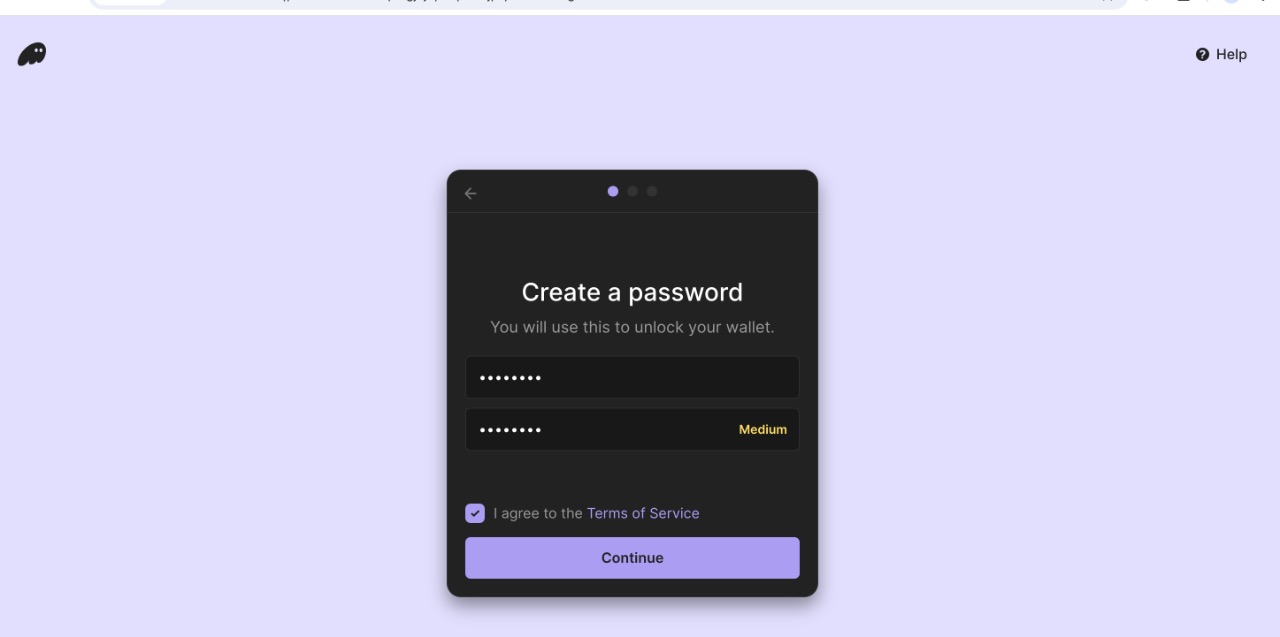 Help
Create a password
You will use this to unlock your wallet.
••••••••
•••••••• Medium
I agree to the Terms of Service
Continue